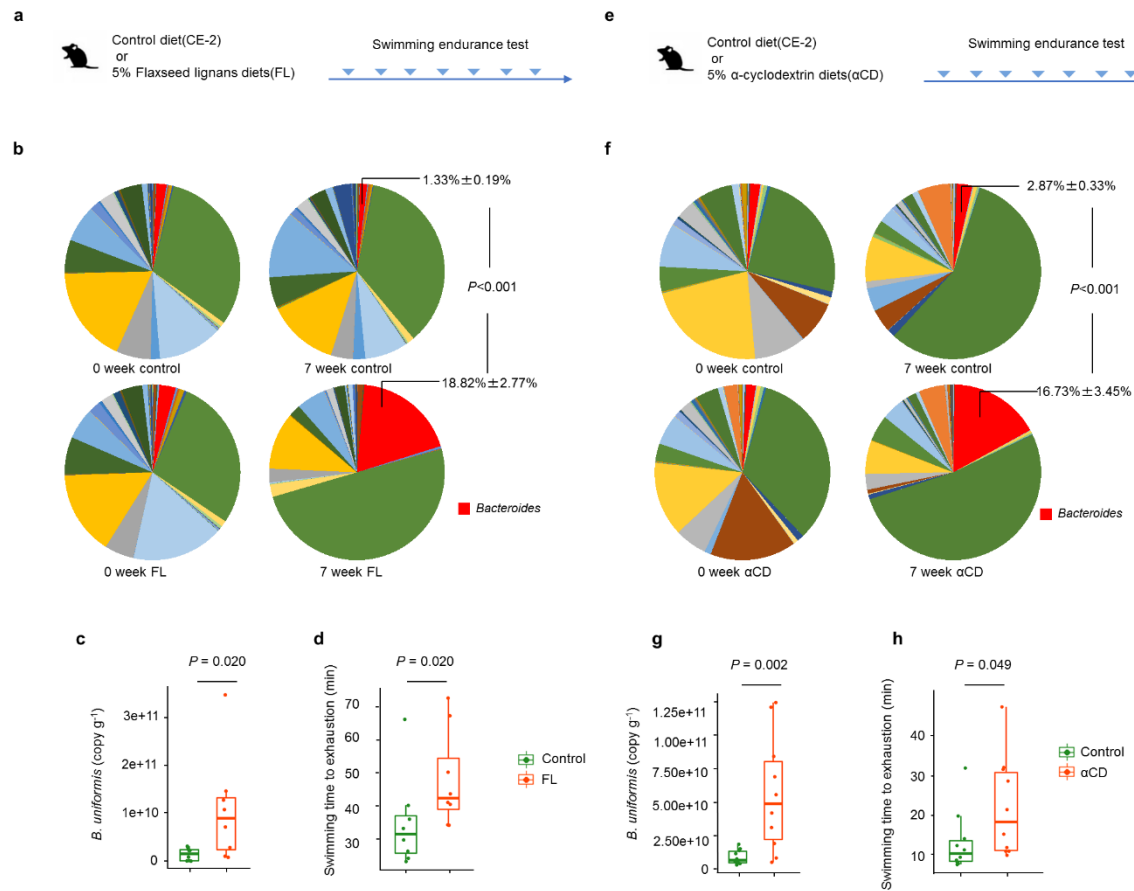 a
Control diet(CE-2)
or
5% Flaxseed lignans diets(FL)
Swimming endurance test
e
Control diet(CE-2)
or
5% α-cyclodextrin diets(αCD)
Swimming endurance test
b
1.33%±0.19%
P<0.001
0 week control
7 week control
18.82%±2.77%
Bacteroides
0 week FL
7 week FL
f
2.87%±0.33%
P<0.001
0 week control
7 week control
16.73%±3.45%
Bacteroides
0 week αCD
7 week αCD
c
P = 0.020
B. uniformis (copy g⁻¹)
3e+11
1e+10
0
d
P = 0.020
Swimming time to exhaustion (min)
70
60
50
40
30
Control
FL
g
P = 0.002
B. uniformis (copy g⁻¹)
1.25e+11
1.00e+11
7.50e+10
5.00e+10
2.50e+10
0
h
P = 0.049
Swimming time to exhaustion (min)
40
30
20
10
Control
αCD